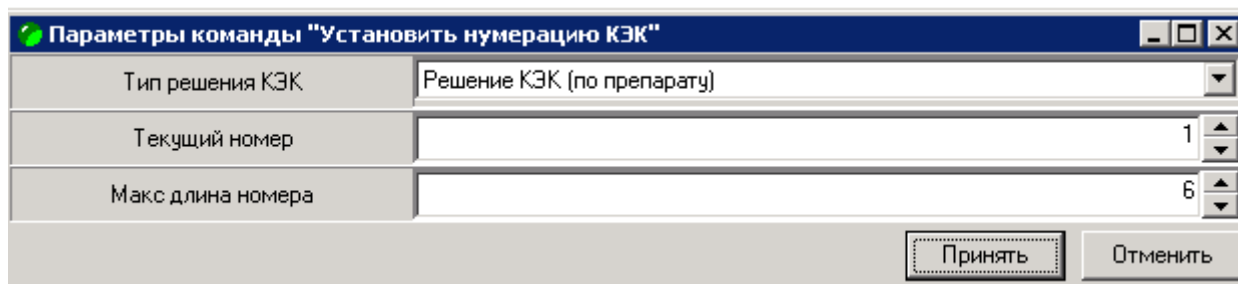 Параметры команды "Установить нумерацию КЭК"
Тип решения КЭК Решение КЭК (по препарату)
Текущий номер 1
Макс длина номера 6
Принять Отменить